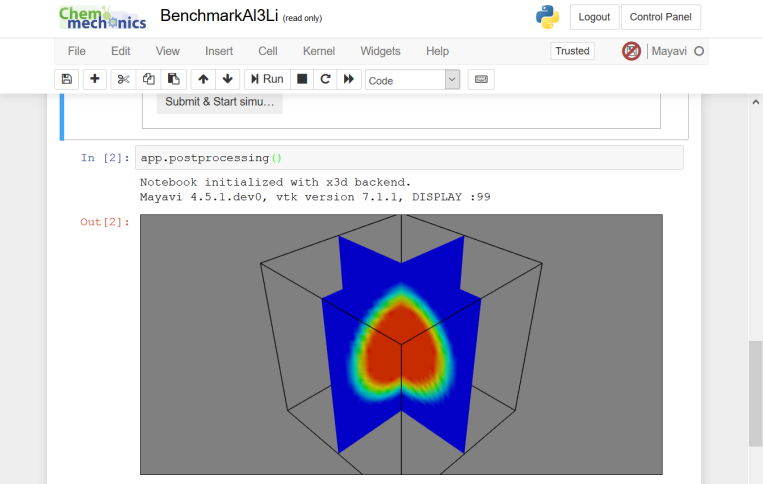 Chemo
mechanics
BenchmarkAl3Li (read only)
Logout
Control Panel
File Edit View Insert Cell Kernel Widgets Help
Trusted
Mayavi
Run
Code
Submit & Start simu…
In [2]: app.postprocessing()
Notebook initialized with x3d backend.
Mayavi 4.5.1.dev0, vtk version 7.1.1, DISPLAY :99
Out[2]: